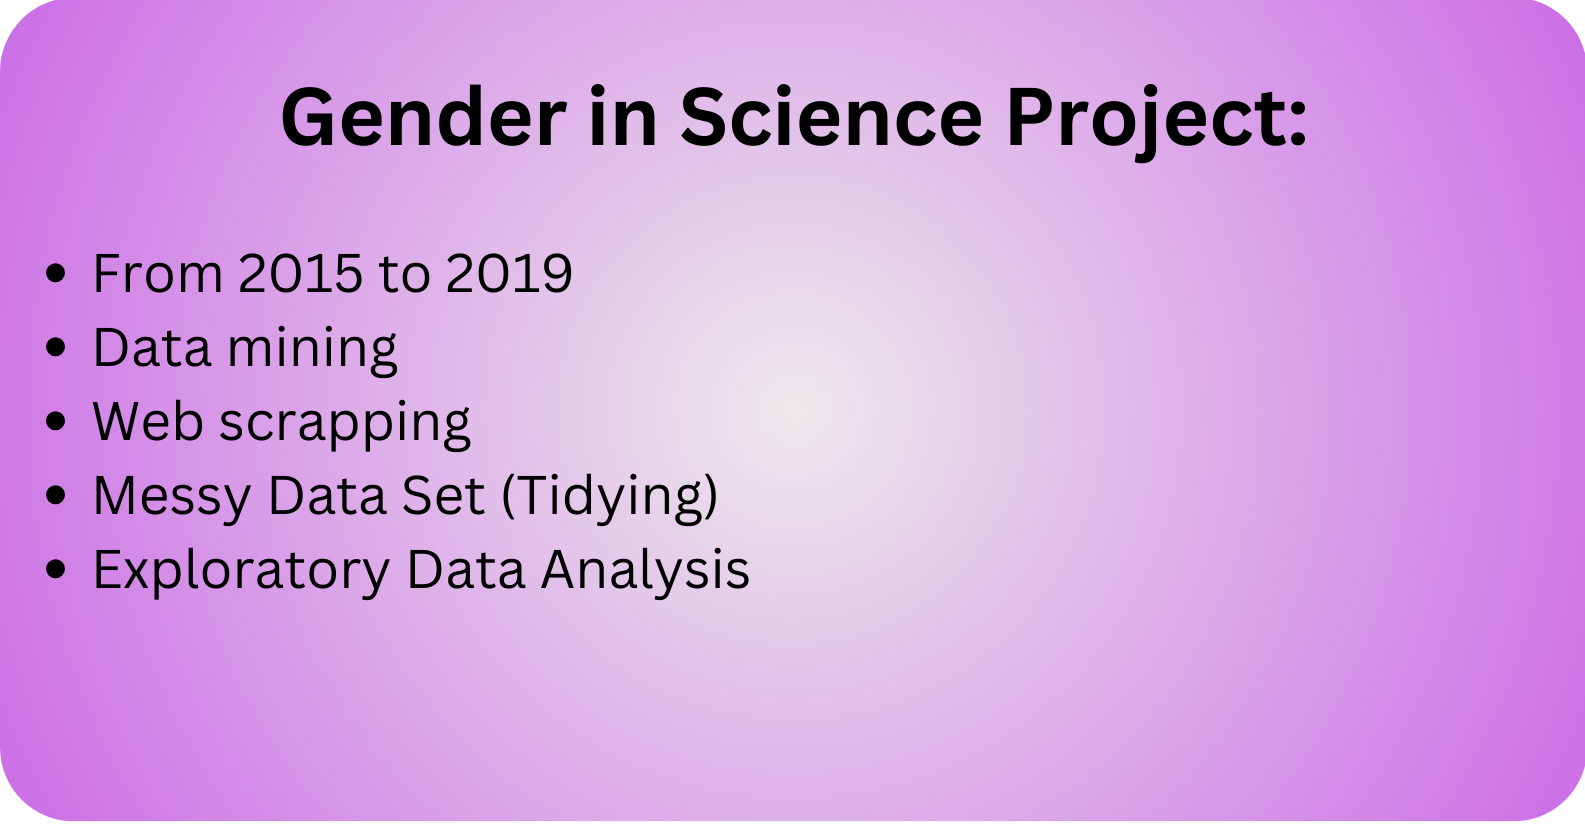 Gender in Science Project:
• From 2015 to 2019
• Data mining
• Web scrapping
• Messy Data Set (Tidying)
• Exploratory Data Analysis